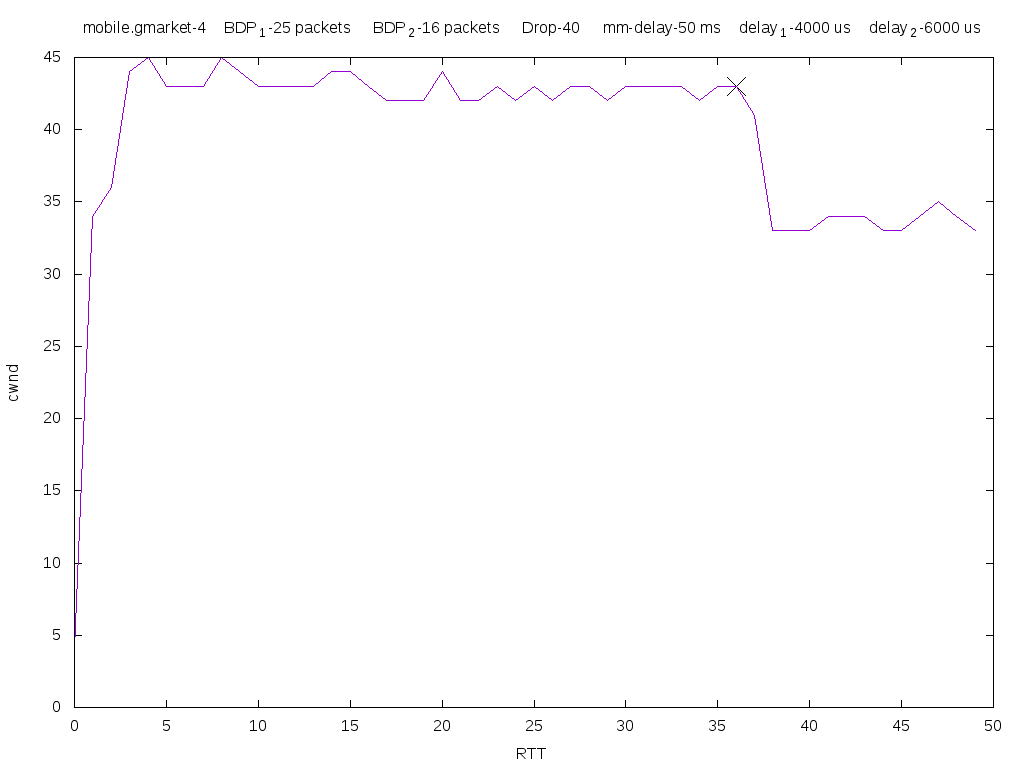 mobile.gmarket-4 BDP1-25 packets BDP2-16 packets Drop-40 mm-delay-50 ms delay1-4000 us delay2-6000 us
45
40
35
30
25
20
15
10
5
0
cwnd
0 5 10 15 20 25 30 35 40 45 50
RTT